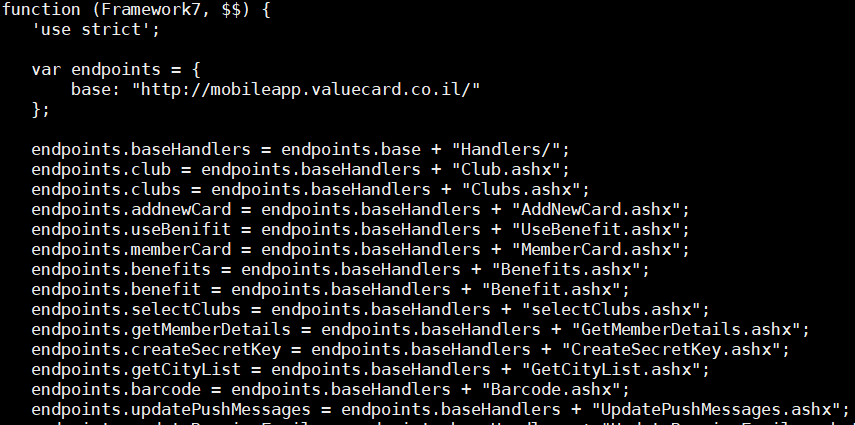 function (Framework7, $$) {
'use strict';
var endpoints = {
base: "http://mobileapp.valuecard.co.il/"
};
endpoints.baseHandlers = endpoints.base + "Handlers/";
endpoints.club = endpoints.baseHandlers + "Club.ashx";
endpoints.clubs = endpoints.baseHandlers + "Clubs.ashx";
endpoints.addnewCard = endpoints.baseHandlers + "AddNewCard.ashx";
endpoints.useBenifit = endpoints.baseHandlers + "UseBenefit.ashx";
endpoints.memberCard = endpoints.baseHandlers + "MemberCard.ashx";
endpoints.benefits = endpoints.baseHandlers + "Benefits.ashx";
endpoints.benefit = endpoints.baseHandlers + "Benefit.ashx";
endpoints.selectClubs = endpoints.baseHandlers + "selectClubs.ashx";
endpoints.getMemberDetails = endpoints.baseHandlers + "GetMemberDetails.ashx";
endpoints.createSecretKey = endpoints.baseHandlers + "CreateSecretKey.ashx";
endpoints.getCityList = endpoints.baseHandlers + "GetCityList.ashx";
endpoints.barcode = endpoints.baseHandlers + "Barcode.ashx";
endpoints.updatePushMessages = endpoints.baseHandlers + "UpdatePushMessages.ashx";